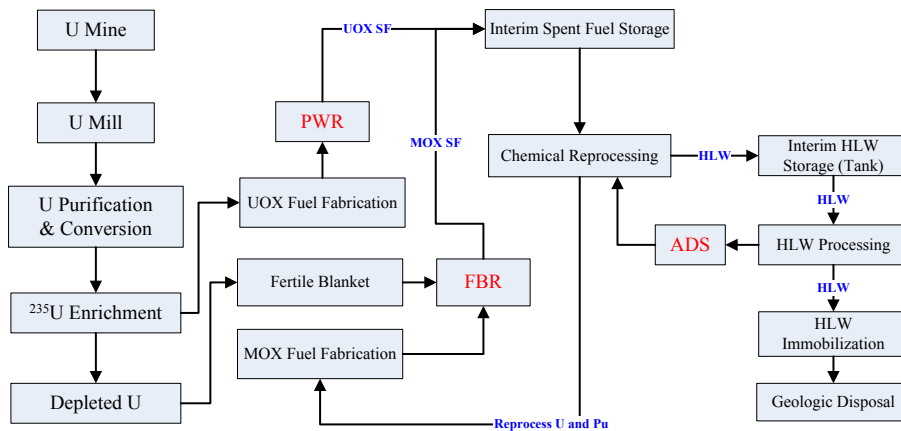 U Mine
U Mill
U Purification
& Conversion
²³⁵U Enrichment
Depleted U
UOX SF
PWR
UOX Fuel Fabrication
Fertile Blanket
MOX Fuel Fabrication
MOX SF
FBR
Interim Spent Fuel Storage
Chemical Reprocessing
HLW
Interim HLW
Storage (Tank)
HLW
ADS
HLW Processing
HLW
HLW
Immobilization
Geologic Disposal
Reprocess U and Pu